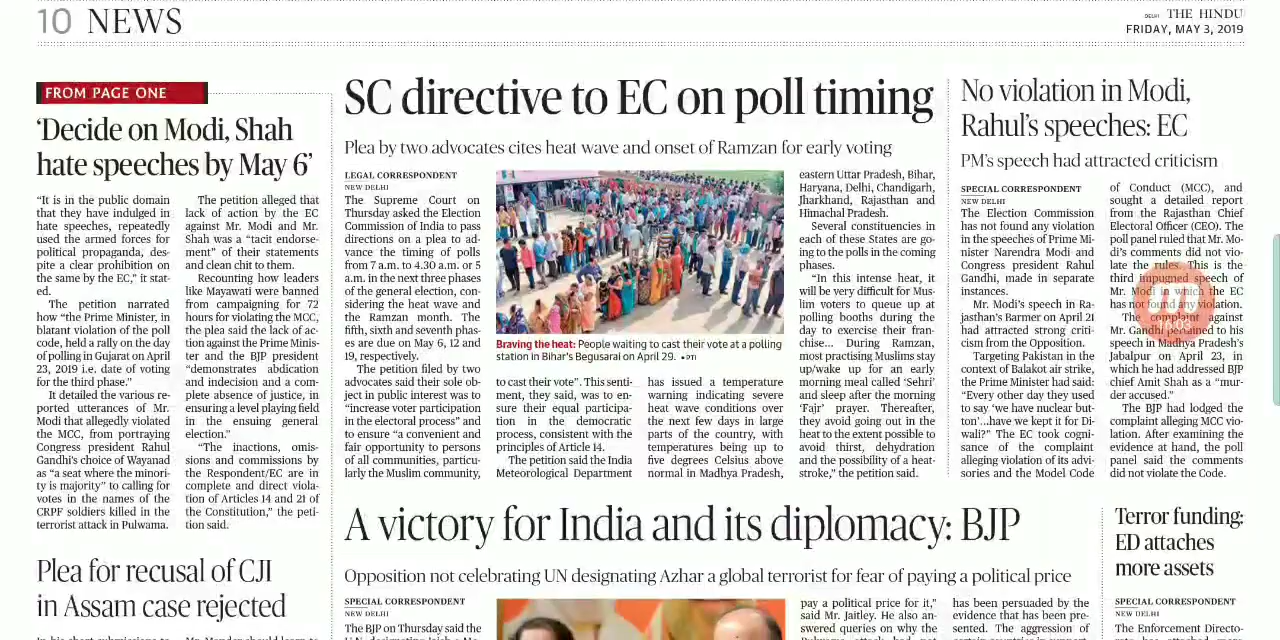 10 NEWS
DELHI THE HINDU
FRIDAY, MAY 3, 2019
FROM PAGE ONE
‘Decide on Modi, Shah
hate speeches by May 6’
“It is in the public domain
that they have indulged in
hate speeches, repeatedly
used the armed forces for
political propaganda, des-
pite a clear prohibition on
the same by the EC,” it stat-
ed.
The petition narrated
how “the Prime Minister, in
blatant violation of the poll
code, held a rally on the day
of polling in Gujarat on April
23, 2019 i.e. date of voting
for the third phase.”
It detailed the various re-
ported utterances of Mr.
Modi that allegedly violated
the MCC, from portraying
Congress president Rahul
Gandhi’s choice of Wayanad
as “a seat where the minori-
ty is majority” to calling for
votes in the names of the
CRPF soldiers killed in the
terrorist attack in Pulwama.
The petition alleged that
lack of action by the EC
against Mr. Modi and Mr.
Shah was a “tacit endorse-
ment” of their statements
and clean chit to them.
Recounting how leaders
like Mayawati were banned
from campaigning for 72
hours for violating the MCC,
the plea said the lack of ac-
tion against the Prime Minis-
ter and the BJP president
“demonstrates abdication
and indecision and a com-
plete absence of justice, in
ensuring a level playing field
in the ensuing general
election.”
“The inactions, omis-
sions and commissions by
the Respondent/EC are in
complete and direct viola-
tion of Articles 14 and 21 of
the Constitution,” the peti-
tion said.
Plea for recusal of CJI
in Assam case rejected
SC directive to EC on poll timing
Plea by two advocates cites heat wave and onset of Ramzan for early voting
LEGAL CORRESPONDENT
NEW DELHI
The Supreme Court on
Thursday asked the Election
Commission of India to pass
directions on a plea to ad-
vance the timing of polls
from 7 a.m. to 4.30 a.m. or 5
a.m. in the next three phases
of the general election, con-
sidering the heat wave and
the Ramzan month. The
fifth, sixth and seventh phas-
es are due on May 6, 12 and
19, respectively.
The petition filed by two
advocates said their sole ob-
ject in public interest was to
“increase voter participation
in the electoral process” and
to ensure “a convenient and
fair opportunity to persons
of all communities, particu-
larly the Muslim community,
Braving the heat: People waiting to cast their vote at a polling
station in Bihar’s Begusarai on April 29. •PTI
to cast their vote”. This senti-
ment, they said, was to en-
sure their equal participa-
tion in the democratic
process, consistent with the
principles of Article 14.
The petition said the India
Meteorological Department
has issued a temperature
warning indicating severe
heat wave conditions over
the next few days in large
parts of the country, with
temperatures being up to
five degrees Celsius above
normal in Madhya Pradesh,
eastern Uttar Pradesh, Bihar,
Haryana, Delhi, Chandigarh,
Jharkhand, Rajasthan and
Himachal Pradesh.
Several constituencies in
each of these States are go-
ing to the polls in the coming
phases.
“In this intense heat, it
will be very difficult for Mus-
lim voters to queue up at
polling booths during the
day to exercise their fran-
chise... During Ramzan,
most practising Muslims stay
up/wake up for an early
morning meal called ‘Sehri’
and sleep after the morning
‘Fajr’ prayer. Thereafter,
they avoid going out in the
heat to the extent possible to
avoid thirst, dehydration
and the possibility of a heat-
stroke,” the petition said.
No violation in Modi,
Rahul’s speeches: EC
PM’s speech had attracted criticism
SPECIAL CORRESPONDENT
NEW DELHI
The Election Commission
has not found any violation
in the speeches of Prime Mi-
nister Narendra Modi and
Congress president Rahul
Gandhi, made in separate
instances.
Mr. Modi’s speech in Ra-
jasthan’s Barmer on April 21
had attracted strong criti-
cism from the Opposition.
Targeting Pakistan in the
context of Balakot air strike,
the Prime Minister had said:
“Every other day they used
to say ‘we have nuclear but-
ton’...have we kept it for Di-
wali?” The EC took cogni-
sance of the complaint
alleging violation of its advi-
sories and the Model Code
of Conduct (MCC), and
sought a detailed report
from the Rajasthan Chief
Electoral Officer (CEO). The
poll panel ruled that Mr. Mo-
di’s comments did not vio-
late the rules. This is the
third impugned speech of
Mr. Modi in which the EC
has not found any violation.
The against
Mr. Gandhi pertained to his
speech in Madhya Pradesh’s
Jabalpur on April 23, in
which he had addressed BJP
chief Amit Shah as a “mur-
der accused.”
The BJP had lodged the
complaint alleging MCC vio-
lation. After examining the
evidence at hand, the poll
panel said the comments
did not violate the Code.
A victory for India and its diplomacy: BJP
Opposition not celebrating UN designating Azhar a global terrorist for fear of paying a political price
SPECIAL CORRESPONDENT
NEW DELHI
The BJP on Thursday said the
pay a political price for it,”
said Mr. Jaitley. He also an-
swered questions on why the
has been persuaded by the
evidence that has been pre-
sented. The aggression of
Terror funding:
ED attaches
more assets
SPECIAL CORRESPONDENT
NEW DELHI
The Enforcement Directo-